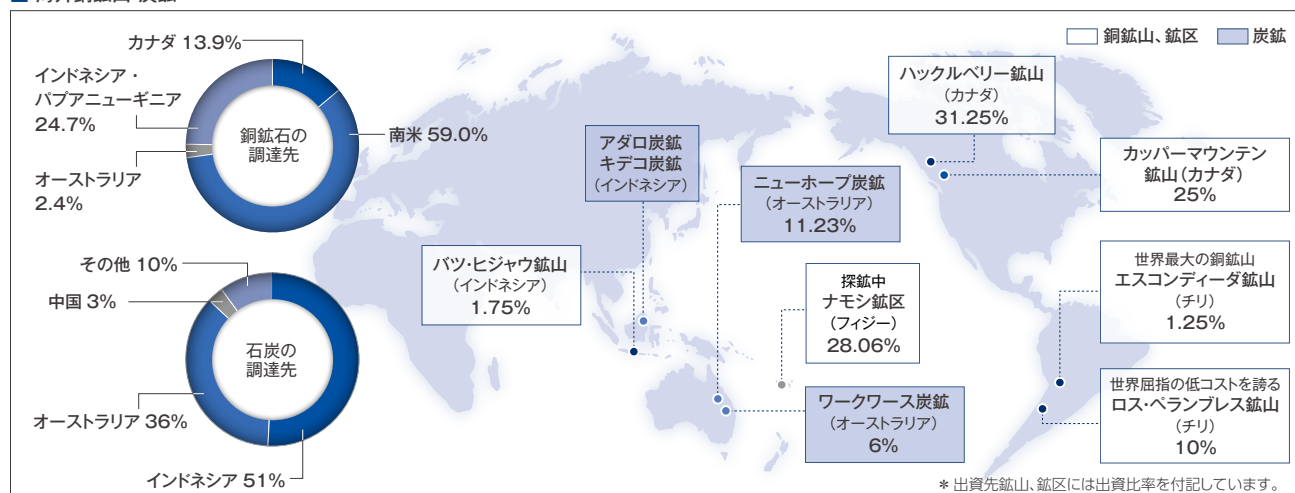 銅鉱山、鉱区
炭鉱
カナダ 13.9%
インドネシア・
パプアニューギニア
24.7%
オーストラリア
2.4%
南米 59.0%
銅鉱石の
調達先
その他 10%
中国 3%
オーストラリア 36%
インドネシア 51%
石炭の
調達先
バツ・ヒジャウ鉱山
(インドネシア)
1.75%
アダロ炭鉱
キデコ炭鉱
(インドネシア)
ニューホープ炭鉱
(オーストラリア)
11.23%
探鉱中
ナモシ鉱区
(フィジー)
28.06%
ワークワース炭鉱
(オーストラリア)
6%
ハックルベリー鉱山
(カナダ)
31.25%
カッパーマウンテン
鉱山(カナダ)
25%
世界最大の銅鉱山
エスコンディーダ鉱山
(チリ)
1.25%
世界屈指の低コストを誇る
ロス・ペランブレス鉱山
(チリ)
10%
* 出資先鉱山、鉱区には出資比率を付記しています。